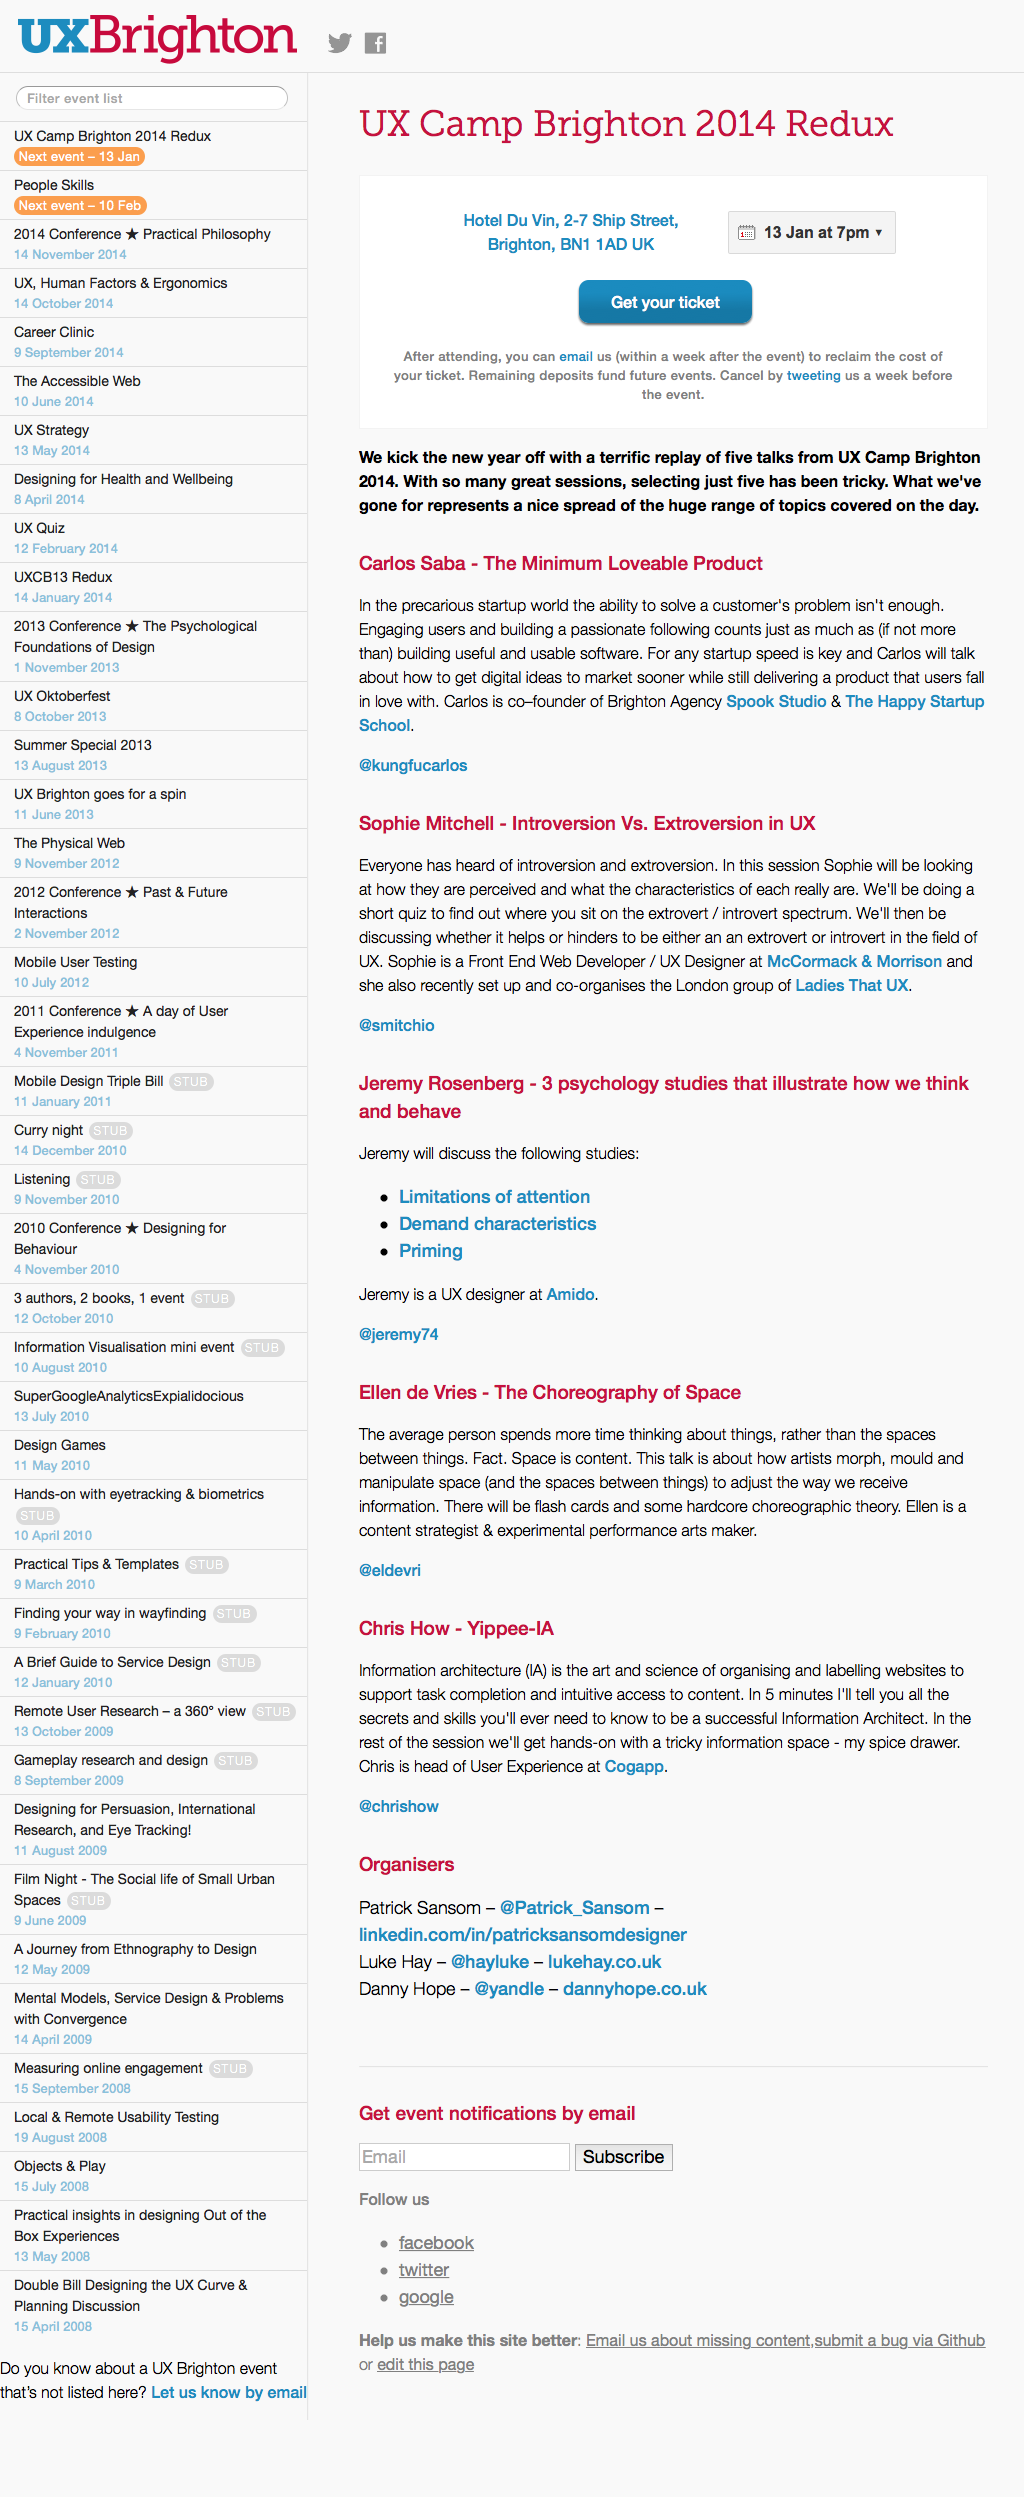 UXBrighton
Filter event list
UX Camp Brighton 2014 Redux
Next event – 13 Jan
People Skills
Next event – 10 Feb
2014 Conference ★ Practical Philosophy
14 November 2014
UX, Human Factors & Ergonomics
14 October 2014
Career Clinic
9 September 2014
The Accessible Web
10 June 2014
UX Strategy
13 May 2014
Designing for Health and Wellbeing
8 April 2014
UX Quiz
12 February 2014
UXCB13 Redux
14 January 2014
2013 Conference ★ The Psychological
Foundations of Design
1 November 2013
UX Oktoberfest
8 October 2013
Summer Special 2013
13 August 2013
UX Brighton goes for a spin
11 June 2013
The Physical Web
9 November 2012
2012 Conference ★ Past & Future
Interactions
2 November 2012
Mobile User Testing
10 July 2012
2011 Conference ★ A day of User
Experience indulgence
4 November 2011
Mobile Design Triple Bill STUB
11 January 2011
Curry night STUB
14 December 2010
Listening STUB
9 November 2010
2010 Conference ★ Designing for
Behaviour
4 November 2010
3 authors, 2 books, 1 event STUB
12 October 2010
Information Visualisation mini event STUB
10 August 2010
SuperGoogleAnalyticsExpialidocious
13 July 2010
Design Games
11 May 2010
Hands-on with eyetracking & biometrics
STUB
10 April 2010
Practical Tips & Templates STUB
9 March 2010
Finding your way in wayfinding STUB
9 February 2010
A Brief Guide to Service Design STUB
12 January 2010
Remote User Research – a 360° view STUB
13 October 2009
Gameplay research and design STUB
8 September 2009
Designing for Persuasion, International
Research, and Eye Tracking!
11 August 2009
Film Night - The Social life of Small Urban
Spaces STUB
9 June 2009
A Journey from Ethnography to Design
12 May 2009
Mental Models, Service Design & Problems
with Convergence
14 April 2009
Measuring online engagement STUB
15 September 2008
Local & Remote Usability Testing
19 August 2008
Objects & Play
15 July 2008
Practical insights in designing Out of the
Box Experiences
13 May 2008
Double Bill Designing the UX Curve &
Planning Discussion
15 April 2008
Do you know about a UX Brighton event
that's not listed here? Let us know by email
UX Camp Brighton 2014 Redux
Hotel Du Vin, 2-7 Ship Street,
Brighton, BN1 1AD UK
13 Jan at 7pm ▼
Get your ticket
After attending, you can email us (within a week after the event) to reclaim the cost of
your ticket. Remaining deposits fund future events. Cancel by tweeting us a week before
the event.
We kick the new year off with a terrific replay of five talks from UX Camp Brighton
2014. With so many great sessions, selecting just five has been tricky. What we've
gone for represents a nice spread of the huge range of topics covered on the day.
Carlos Saba - The Minimum Loveable Product
In the precarious startup world the ability to solve a customer's problem isn't enough.
Engaging users and building a passionate following counts just as much as (if not more
than) building useful and usable software. For any startup speed is key and Carlos will talk
about how to get digital ideas to market sooner while still delivering a product that users fall
in love with. Carlos is co–founder of Brighton Agency Spook Studio & The Happy Startup
School.
@kungfucarlos
Sophie Mitchell - Introversion Vs. Extroversion in UX
Everyone has heard of introversion and extroversion. In this session Sophie will be looking
at how they are perceived and what the characteristics of each really are. We'll be doing a
short quiz to find out where you sit on the extrovert / introvert spectrum. We'll then be
discussing whether it helps or hinders to be either an an extrovert or introvert in the field of
UX. Sophie is a Front End Web Developer / UX Designer at McCormack & Morrison and
she also recently set up and co-organises the London group of Ladies That UX.
@smitchio
Jeremy Rosenberg - 3 psychology studies that illustrate how we think
and behave
Jeremy will discuss the following studies:
• Limitations of attention
• Demand characteristics
• Priming
Jeremy is a UX designer at Amido.
@jeremy74
Ellen de Vries - The Choreography of Space
The average person spends more time thinking about things, rather than the spaces
between things. Fact. Space is content. This talk is about how artists morph, mould and
manipulate space (and the spaces between things) to adjust the way we receive
information. There will be flash cards and some hardcore choreographic theory. Ellen is a
content strategist & experimental performance arts maker.
@eldevri
Chris How - Yippee-IA
Information architecture (IA) is the art and science of organising and labelling websites to
support task completion and intuitive access to content. In 5 minutes I'll tell you all the
secrets and skills you'll ever need to know to be a successful Information Architect. In the
rest of the session we'll get hands-on with a tricky information space - my spice drawer.
Chris is head of User Experience at Cogapp.
@chrishow
Organisers
Patrick Sansom – @Patrick_Sansom –
linkedin.com/in/patricksansomdesigner
Luke Hay – @hayluke – lukehay.co.uk
Danny Hope – @yandle – dannyhope.co.uk
Get event notifications by email
Email Subscribe
Follow us
• facebook
• twitter
• google
Help us make this site better: Email us about missing content,submit a bug via Github
or edit this page